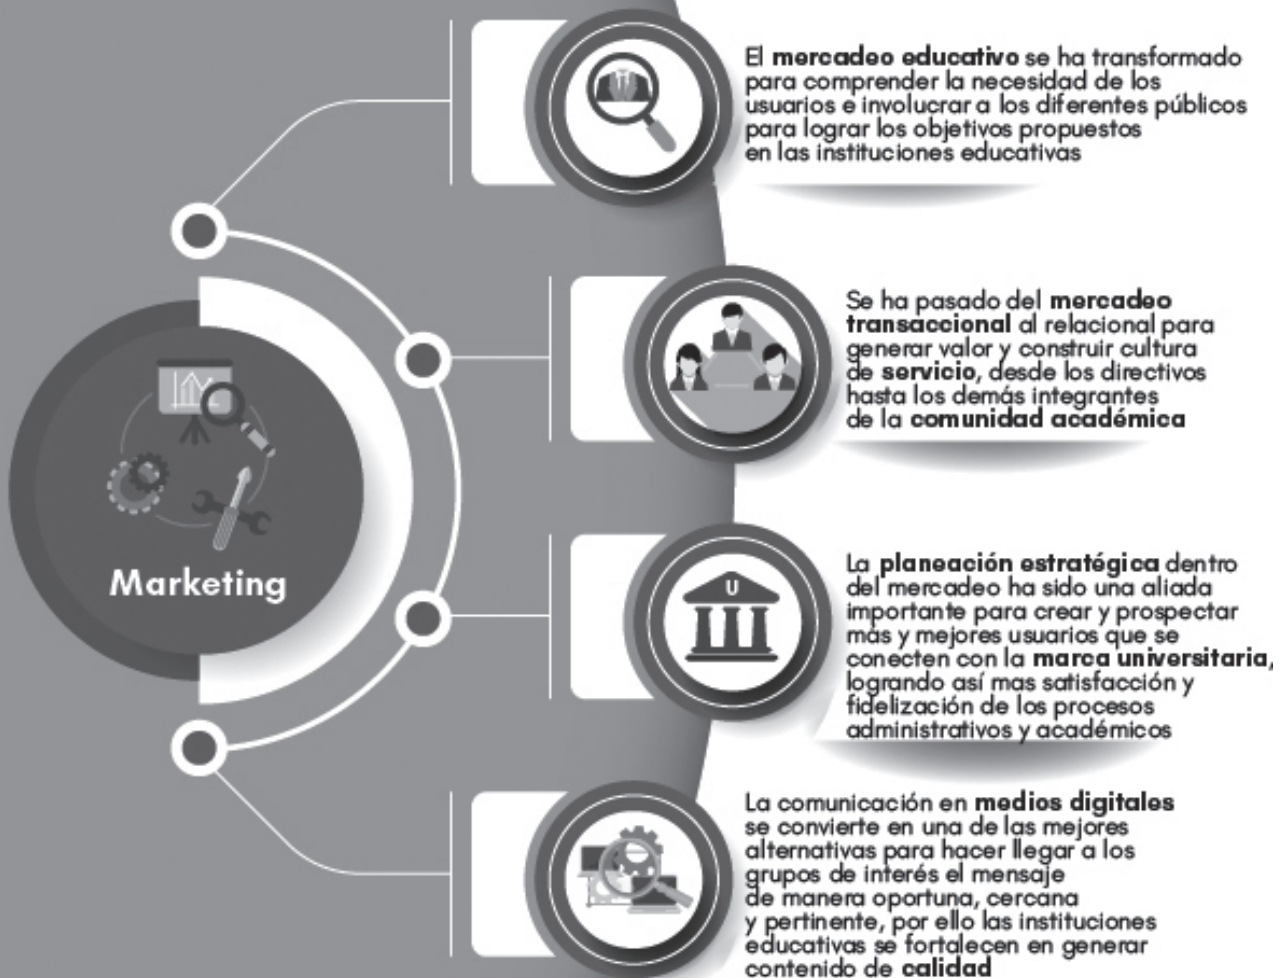 El mercadeo educativo se ha transformado
para comprender la necesidad de los
usuarios e involucrar a los diferentes públicos
para lograr los objetivos propuestos
en las instituciones educativas
Se ha pasado del mercadeo
transaccional al relacional para
generar valor y construir cultura
de servicio, desde los directivos
hasta los demás integrantes
de la comunidad académica
Marketing
U
La planeación estratégica dentro
del mercadeo ha sido una aliada
importante para crear y prospectar
más y mejores usuarios que se
conecten con la marca universitaria,
logrando así mas satisfacción y
fidelización de los procesos
administrativos y académicos
La comunicación en medios digitales
se convierte en una de las mejores
alternativas para hacer llegar a los
grupos de interés el mensaje
de manera oportuna, cercana
y pertinente, por ello las instituciones
educativas se fortalecen en generar
contenido de calidad